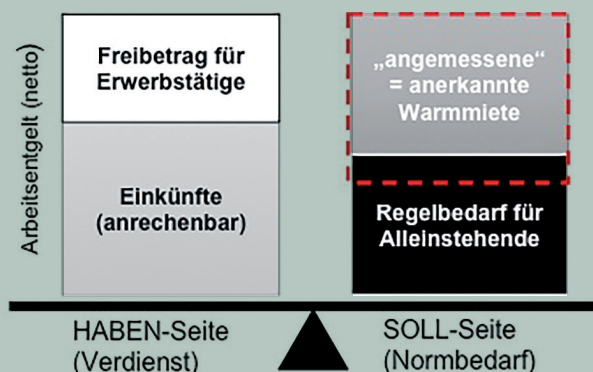 Arbeitsentgelt (netto)
Freibetrag für
Erwerbstätige
Einkünfte
(anrechenbar)
„angemessene“
= anerkannte
Warmmiete
Regelbedarf für
Alleinstehende
HABEN-Seite
(Verdienst)
SOLL-Seite
(Normbedarf)